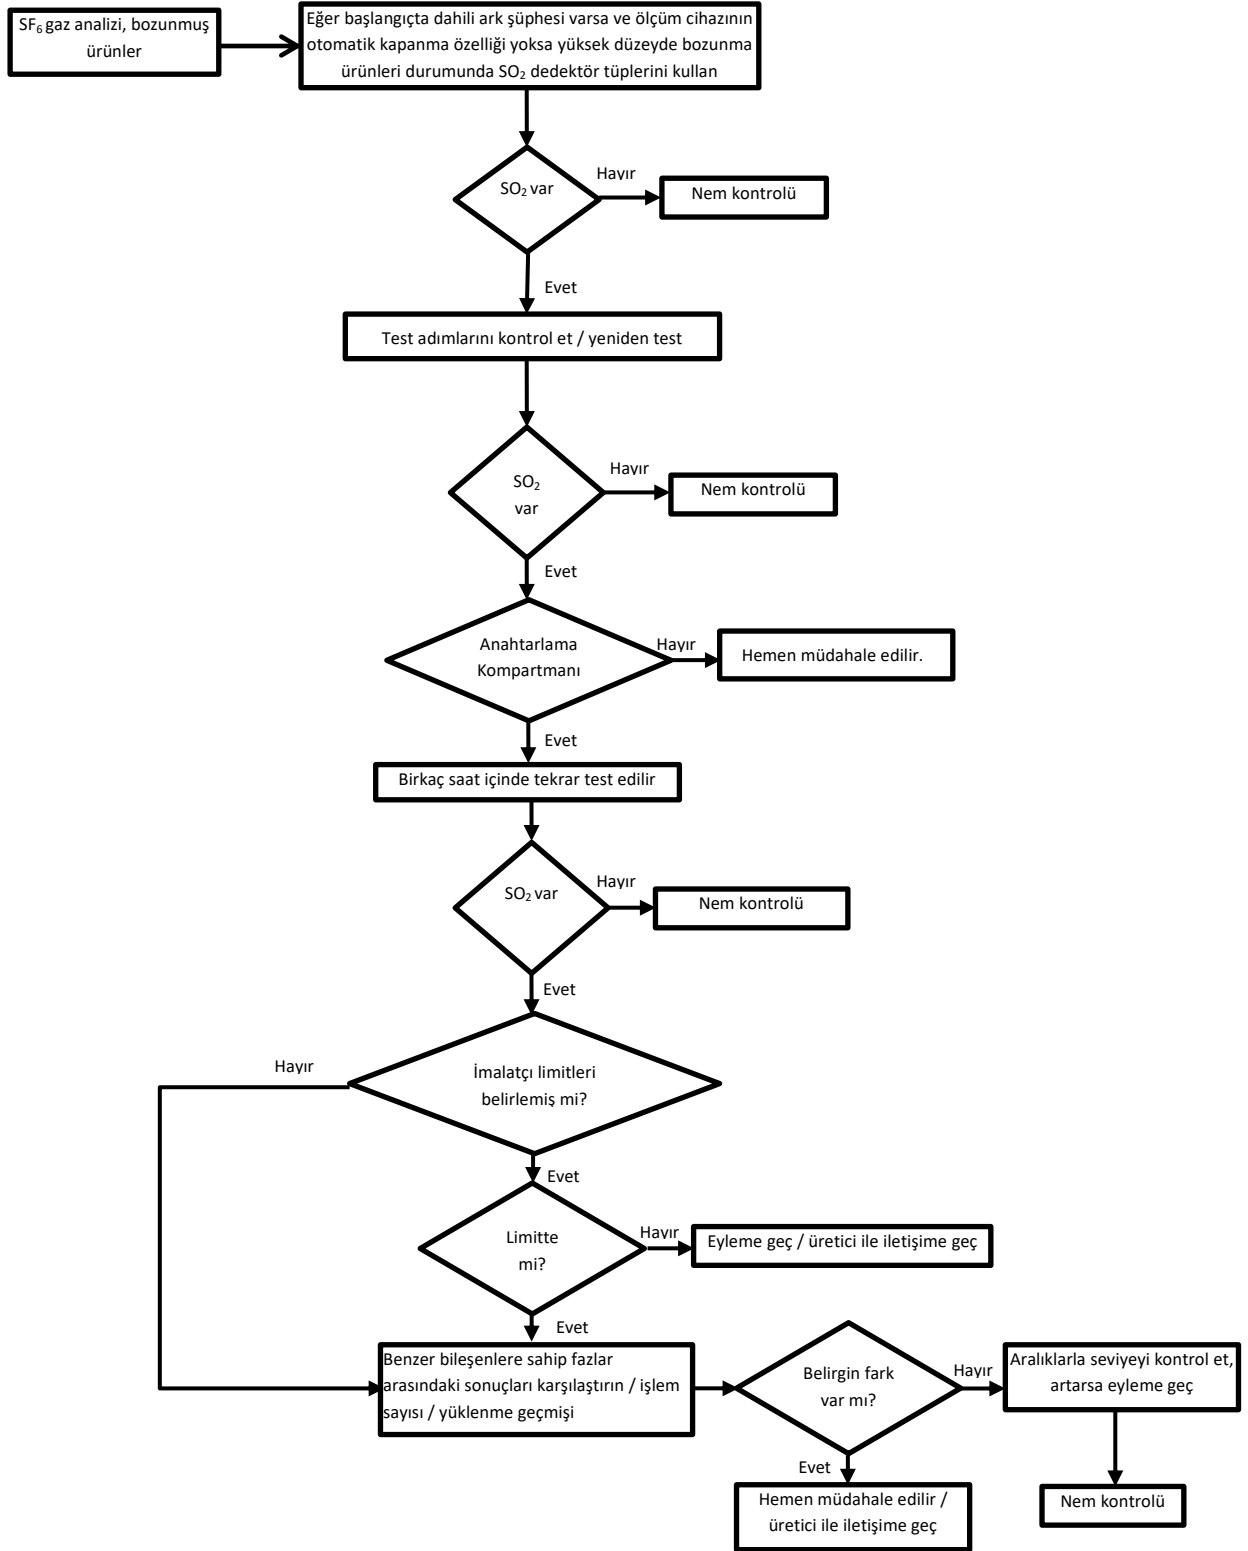 SF₆ gaz analizi, bozunmuş
ürünler
Eğer başlangıçta dahili ark şüphesi varsa ve ölçüm cihazının
otomatik kapanma özelliği yoksa yüksek düzeyde bozunma
ürünleri durumunda SO₂ dedektör tüplerini kullan
SO₂ var
Hayır
Nem kontrolü
Evet
Test adımlarını kontrol et / yeniden test
SO₂
var
Hayır
Nem kontrolü
Evet
Anahtarlama
Kompartmanı
Hayır
Hemen müdahale edilir.
Evet
Birkaç saat içinde tekrar test edilir
SO₂ var
Hayır
Nem kontrolü
Evet
İmalatçı limitleri
belirlemiş mi?
Hayır
Evet
Limitte
mi?
Hayır
Eyleme geç / üretici ile iletişime geç
Evet
Benzer bileşenlere sahip fazlar
arasındaki sonuçları karşılaştırın / işlem
sayısı / yüklenme geçmişi
Belirgin fark
var mı?
Hayır
Aralıklarla seviyeyi kontrol et,
artarsa eyleme geç
Evet
Hemen müdahale edilir /
üretici ile iletişime geç
Nem kontrolü